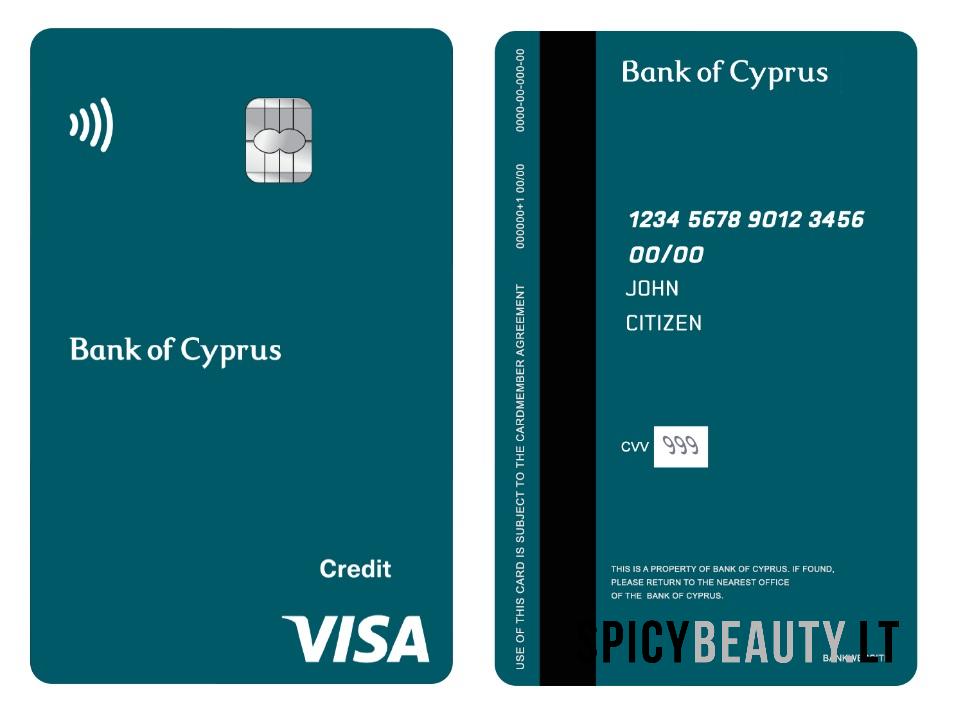 Bank of Cyprus
Credit
VISA
USE OF THIS CARD IS SUBJECT TO THE CARDMEMBER AGREEMENT 000000+1 00/00 0000-00-000-00
Bank of Cyprus
1234 5678 9012 3456
00/00
JOHN
CITIZEN
CVV 999
THIS IS A PROPERTY OF BANK OF CYPRUS. IF FOUND,
PLEASE RETURN TO THE NEAREST OFFICE
OF THE BANK OF CYPRUS.
SPICYBEAUTY.LT